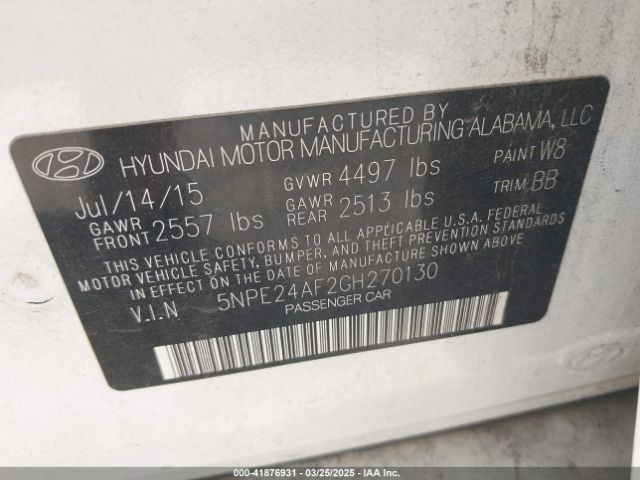 MANUFACTURED BY
HYUNDAI MOTOR MANUFACTURING ALABAMA, LLC
Jul/14/15 GVWR 4497 lbs PAINT W8
GAWR FRONT 2557 lbs GAWR REAR 2513 lbs TRIM BB
THIS VEHICLE CONFORMS TO ALL APPLICABLE U.S.A. FEDERAL
MOTOR VEHICLE SAFETY, BUMPER, AND THEFT PREVENTION STANDARDS
IN EFFECT ON THE DATE OF MANUFACTURE SHOWN ABOVE.
V.I.N 5NPE24AF2GH270130
PASSENGER CAR
000-41876931 | 03/25/2025 | IAAI.CA